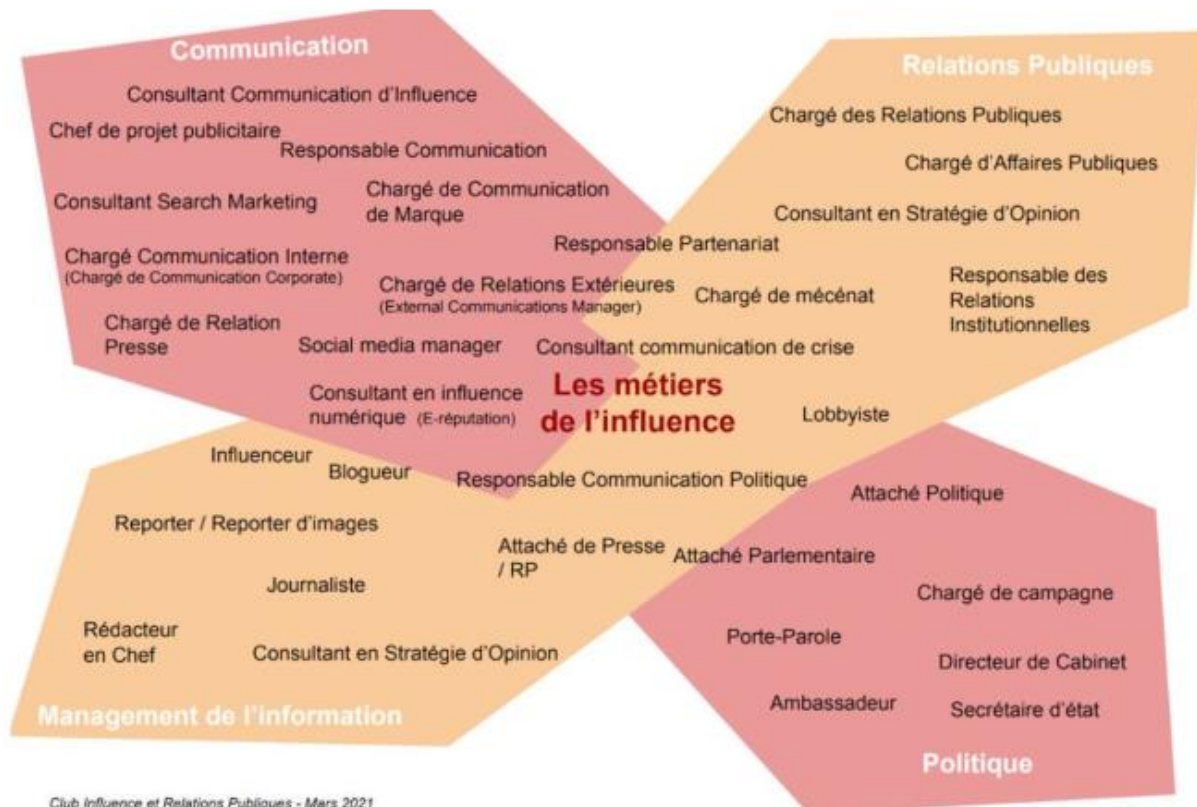 Communication
Consultant Communication d'Influence
Chef de projet publicitaire
Responsable Communication
Consultant Search Marketing
Chargé de Communication
de Marque
Chargé Communication Interne
(Chargé de Communication Corporate)
Chargé de Relations Extérieures
(External Communications Manager)
Chargé de Relation
Presse
Social media manager
Consultant en influence
numérique (E-réputation)
Relations Publiques
Chargé des Relations Publiques
Chargé d'Affaires Publiques
Consultant en Stratégie d'Opinion
Responsable Partenariat
Chargé de mécénat
Responsable des
Relations
Institutionnelles
Consultant communication de crise
Les métiers
de l'influence
Lobbyiste
Influenceur
Blogueur
Responsable Communication Politique
Reporter / Reporter d'images
Attaché de Presse
/ RP
Journaliste
Rédacteur
en Chef
Consultant en Stratégie d'Opinion
Management de l'information
Attaché Politique
Attaché Parlementaire
Chargé de campagne
Porte-Parole
Directeur de Cabinet
Ambassadeur
Secrétaire d'état
Politique
Club Influence et Relations Publiques - Mars 2021